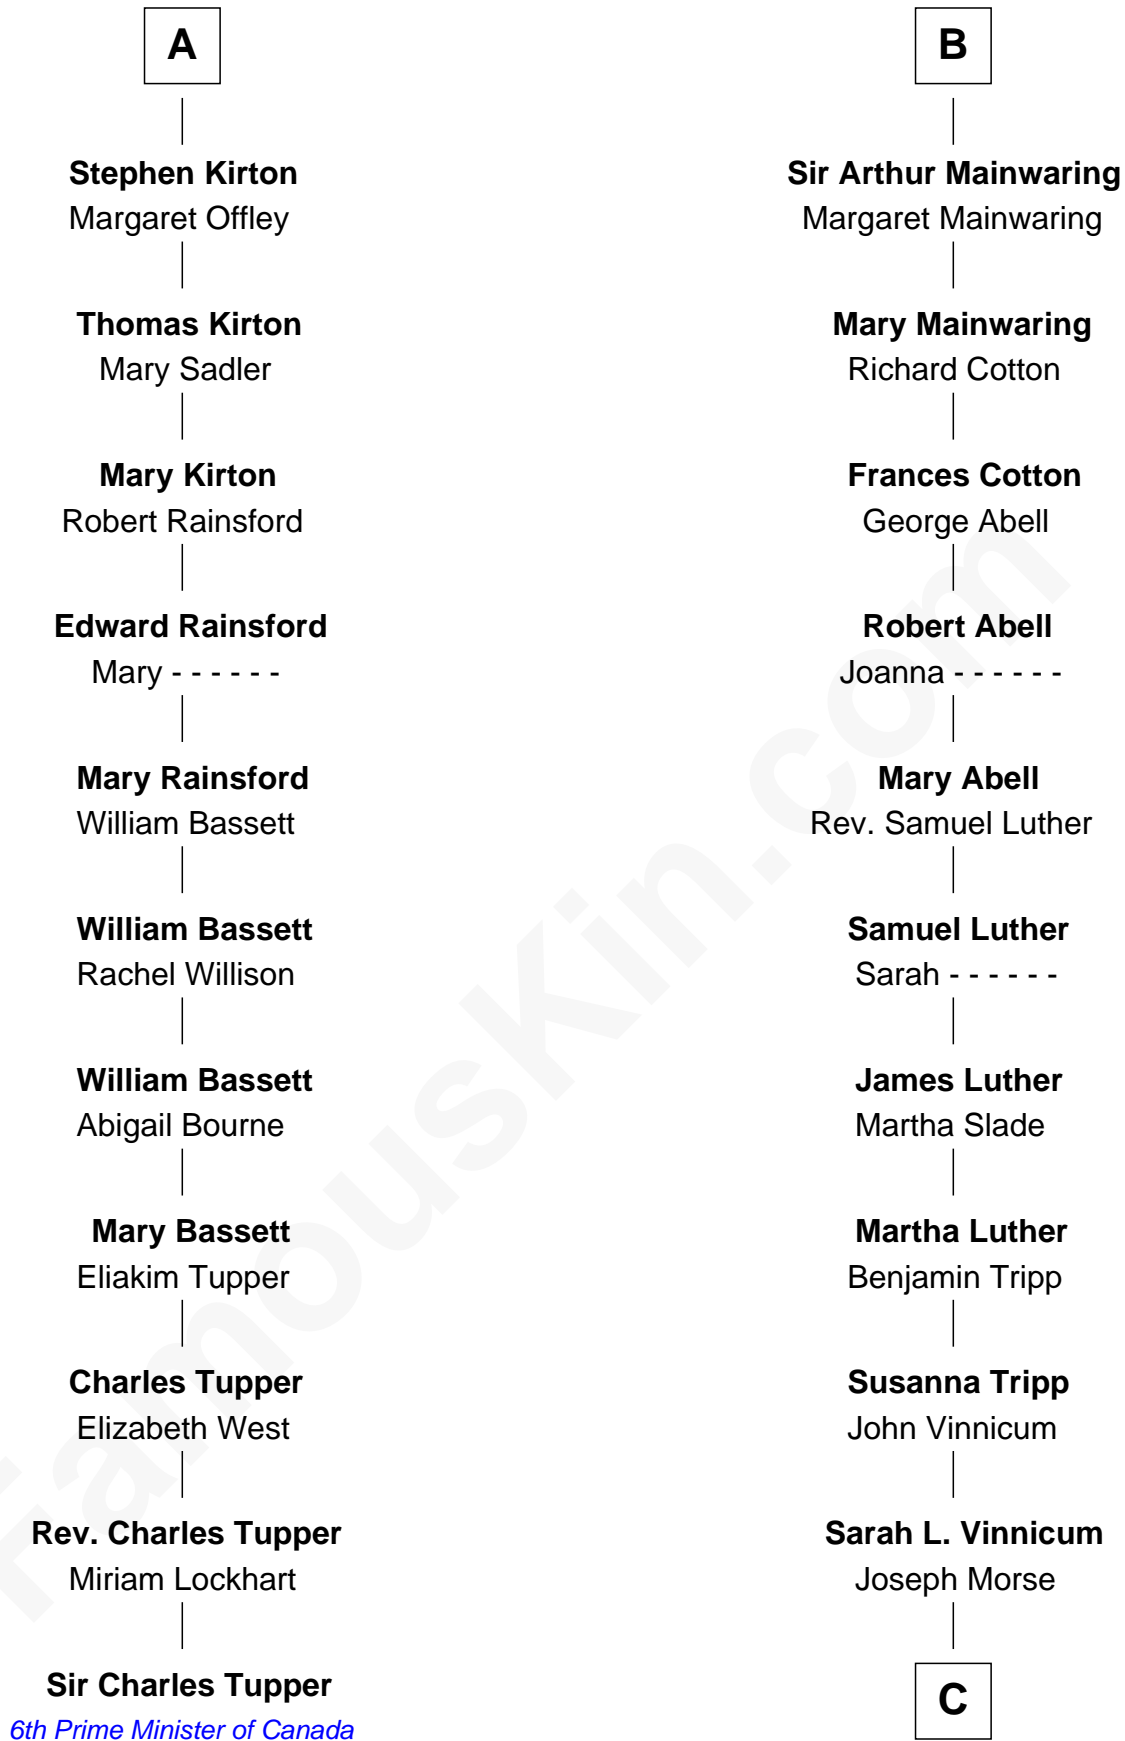 A
Stephen Kirton
Margaret Offley
Thomas Kirton
Mary Sadler
Mary Kirton
Robert Rainsford
Edward Rainsford
Mary - - - - - -
Mary Rainsford
William Bassett
William Bassett
Rachel Willison
William Bassett
Abigail Bourne
Mary Bassett
Eliakim Tupper
Charles Tupper
Elizabeth West
Rev. Charles Tupper
Miriam Lockhart
Sir Charles Tupper
6th Prime Minister of Canada
B
Sir Arthur Mainwaring
Margaret Mainwaring
Mary Mainwaring
Richard Cotton
Frances Cotton
George Abell
Robert Abell
Joanna - - - - - -
Mary Abell
Rev. Samuel Luther
Samuel Luther
Sarah - - - - - -
James Luther
Martha Slade
Martha Luther
Benjamin Tripp
Susanna Tripp
John Vinnicum
Sarah L. Vinnicum
Joseph Morse
C
FamousKin.com